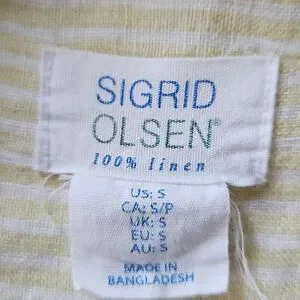 SIGRID
OLSEN®
100% linen
US: S
CA: S/P
UK: S
EU: S
AU: S
MADE IN
BANGLADESH